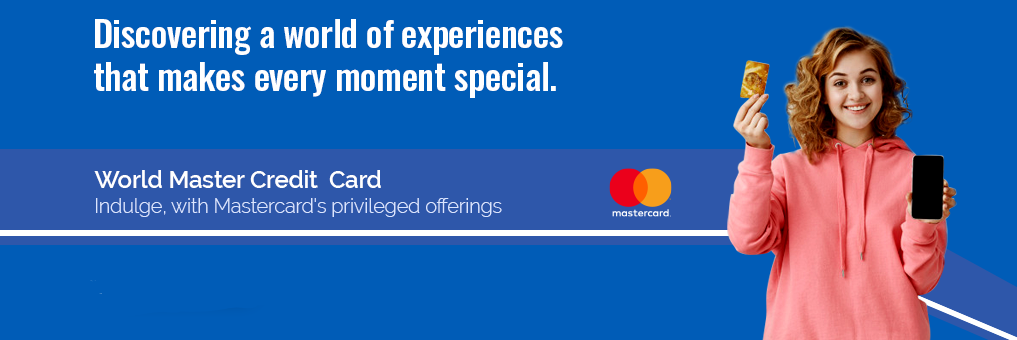 Discovering a world of experiences
that makes every moment special.
World Master Credit  Card
Indulge, with Mastercard's privileged offerings
mastercard.